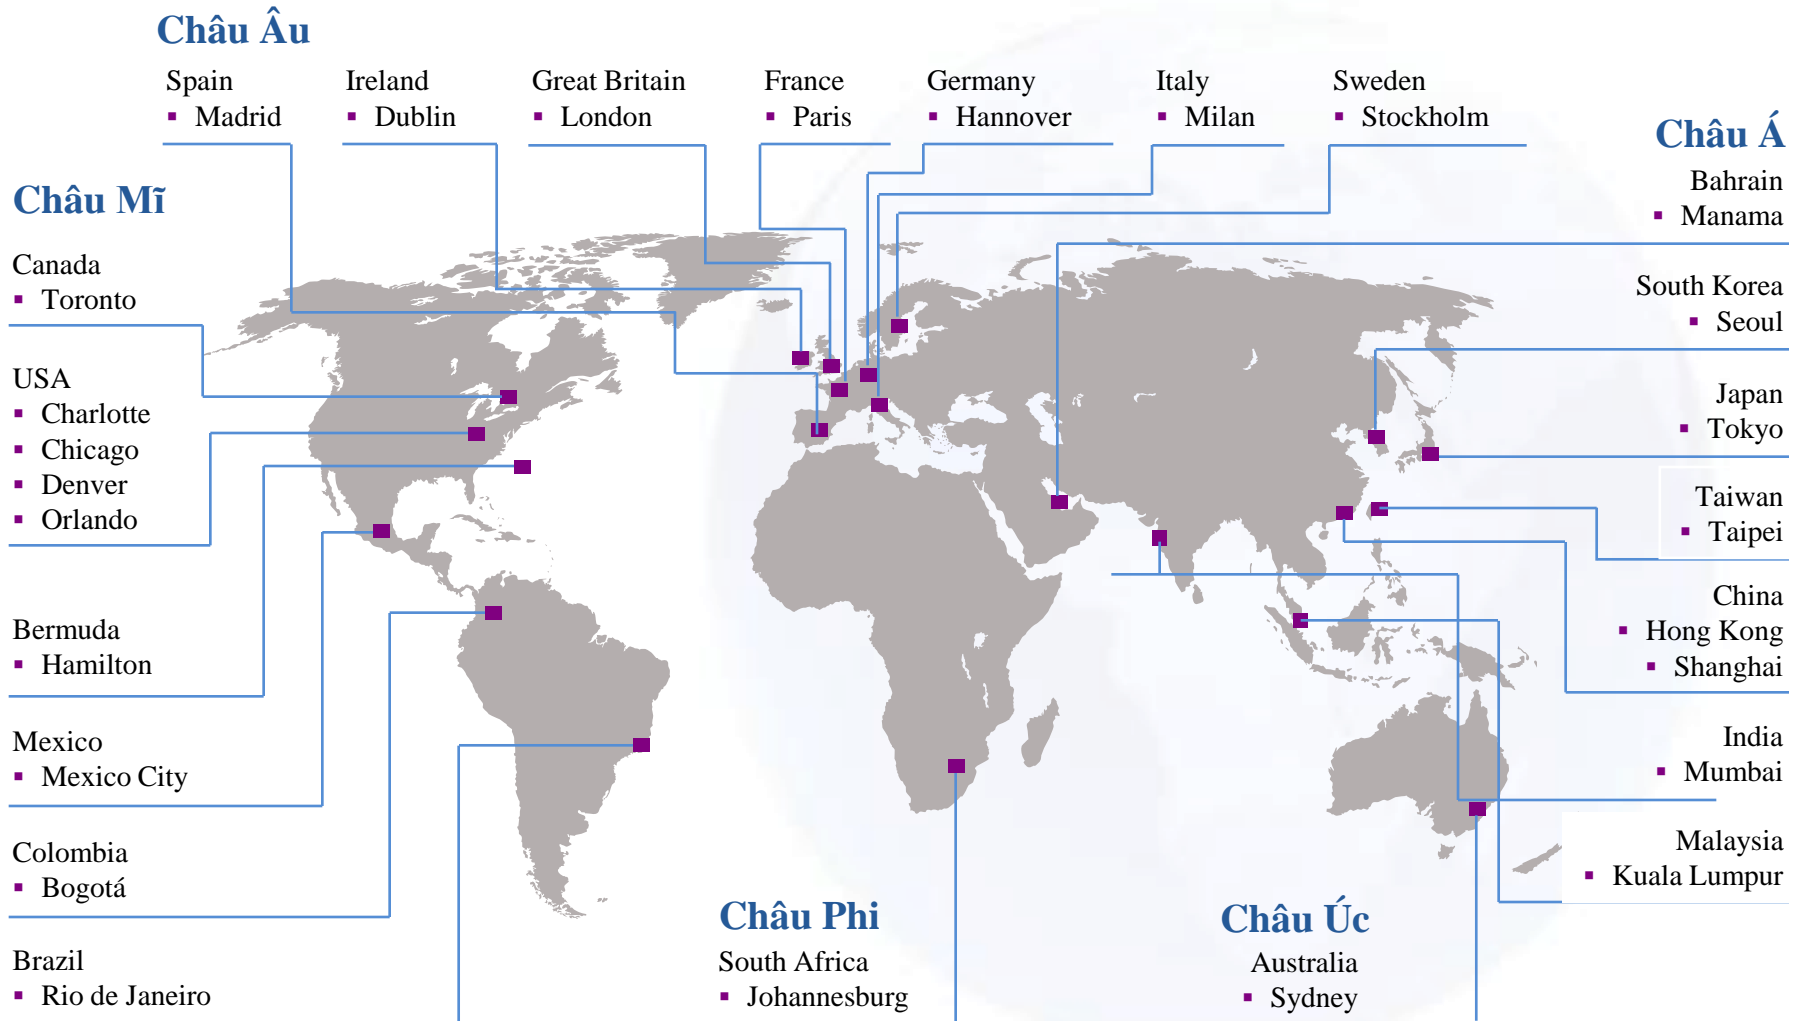 Châu Âu
Spain
▪ Madrid
Ireland
▪ Dublin
Great Britain
▪ London
France
▪ Paris
Germany
▪ Hannover
Italy
▪ Milan
Sweden
▪ Stockholm
Châu Mĩ
Canada
▪ Toronto
USA
▪ Charlotte
▪ Chicago
▪ Denver
▪ Orlando
Bermuda
▪ Hamilton
Mexico
▪ Mexico City
Colombia
▪ Bogotá
Brazil
▪ Rio de Janeiro
Châu Phi
South Africa
▪ Johannesburg
Châu Úc
Australia
▪ Sydney
Châu Á
Bahrain
▪ Manama
South Korea
▪ Seoul
Japan
▪ Tokyo
Taiwan
▪ Taipei
China
▪ Hong Kong
▪ Shanghai
India
▪ Mumbai
Malaysia
▪ Kuala Lumpur